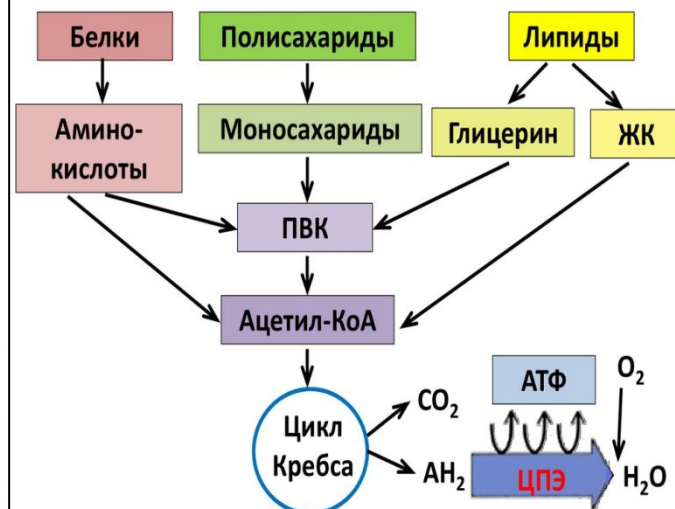 Белки
Полисахариды
Липиды
Амино-
кислоты
Моносахариды
Глицерин
ЖК
ПВК
Ацетил-КоА
Цикл
Кребса
CO₂
АТФ
O₂
AH₂
ЦПЭ
H₂O